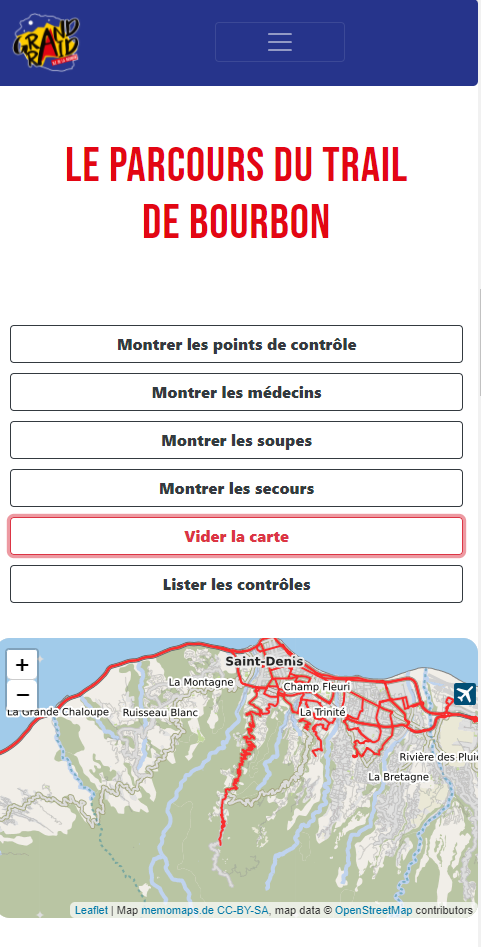 GRAND
RAID
LE PARCOURS DU TRAIL
DE BOURBON
Montrer les points de contrôle
Montrer les médecins
Montrer les soupes
Montrer les secours
Vider la carte
Lister les contrôles
+
−
Saint-Denis
La Montagne
Champ Fleuri
La Grande Chaloupe
Ruisseau Blanc
La Trinité
Rivière des Pluie
La Bretagne
Leaflet | Map memomaps.de CC-BY-SA, map data © OpenStreetMap contributors